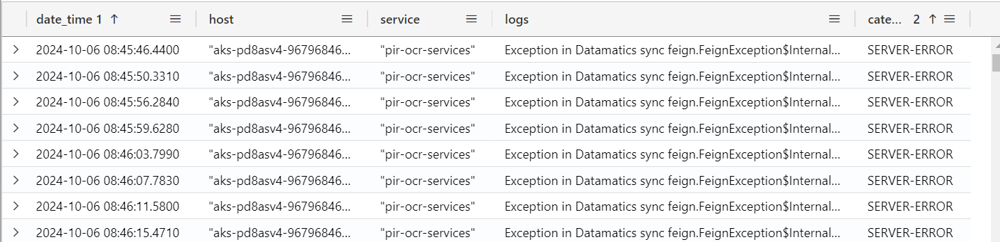 date_time 1 ↑ host service logs cate... 2 ↑
2024-10-06 08:45:46.4400 "aks-pd8asv4-96796846... "pir-ocr-services" Exception in Datamatics sync feign.FeignException$Internal... SERVER-ERROR
2024-10-06 08:45:50.3310 "aks-pd8asv4-96796846... "pir-ocr-services" Exception in Datamatics sync feign.FeignException$Internal... SERVER-ERROR
2024-10-06 08:45:56.2840 "aks-pd8asv4-96796846... "pir-ocr-services" Exception in Datamatics sync feign.FeignException$Internal... SERVER-ERROR
2024-10-06 08:45:59.6280 "aks-pd8asv4-96796846... "pir-ocr-services" Exception in Datamatics sync feign.FeignException$Internal... SERVER-ERROR
2024-10-06 08:46:03.7990 "aks-pd8asv4-96796846... "pir-ocr-services" Exception in Datamatics sync feign.FeignException$Internal... SERVER-ERROR
2024-10-06 08:46:07.7830 "aks-pd8asv4-96796846... "pir-ocr-services" Exception in Datamatics sync feign.FeignException$Internal... SERVER-ERROR
2024-10-06 08:46:11.5800 "aks-pd8asv4-96796846... "pir-ocr-services" Exception in Datamatics sync feign.FeignException$Internal... SERVER-ERROR
2024-10-06 08:46:15.4710 "aks-pd8asv4-96796846... "pir-ocr-services" Exception in Datamatics sync feign.FeignException$Internal... SERVER-ERROR